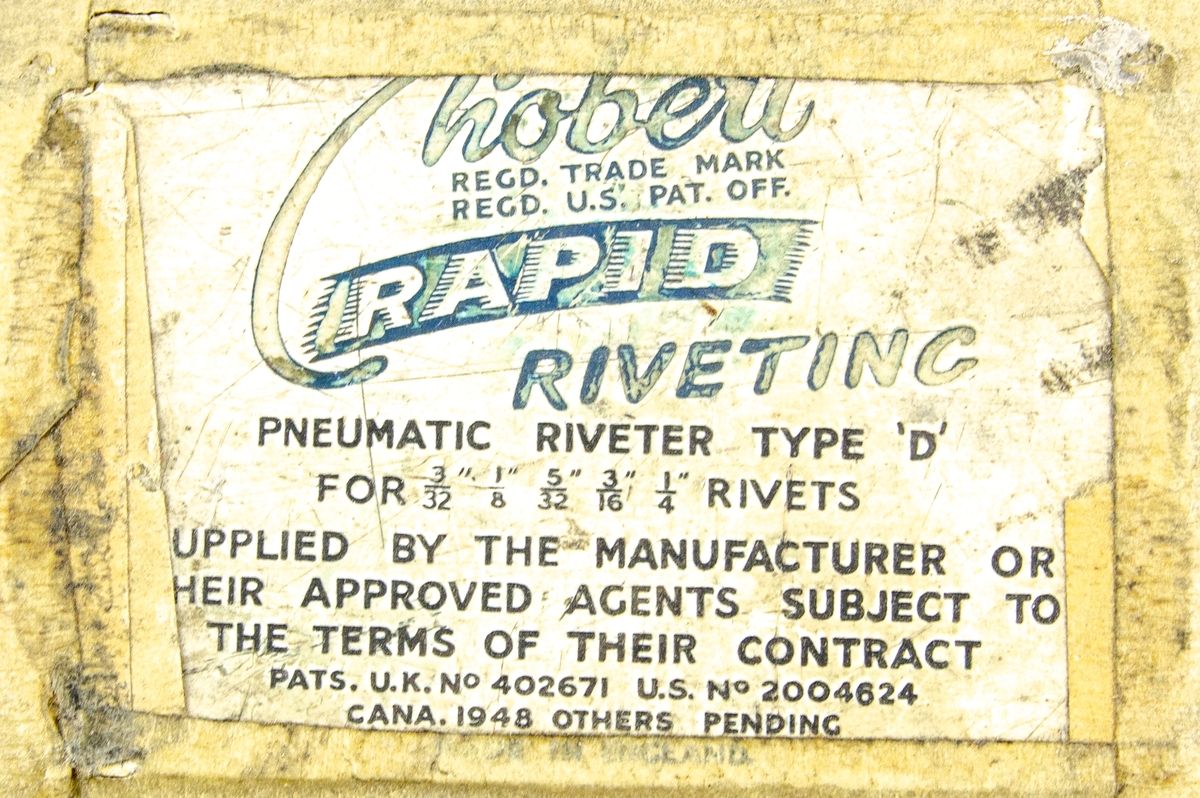 Chobert
REGD. TRADE MARK
REGD. U.S. PAT. OFF.
RAPID
RIVETING
PNEUMATIC RIVETER TYPE 'D'
FOR 3/32" 1/8" 5/32" 3/16" 1/4" RIVETS
UPPLIED BY THE MANUFACTURER OR
HEIR APPROVED AGENTS SUBJECT TO
THE TERMS OF THEIR CONTRACT
PATS. U.K. Nº 402671 U.S. Nº 2004624
CANA. 1948 OTHERS PENDING
IN ENGLAND.